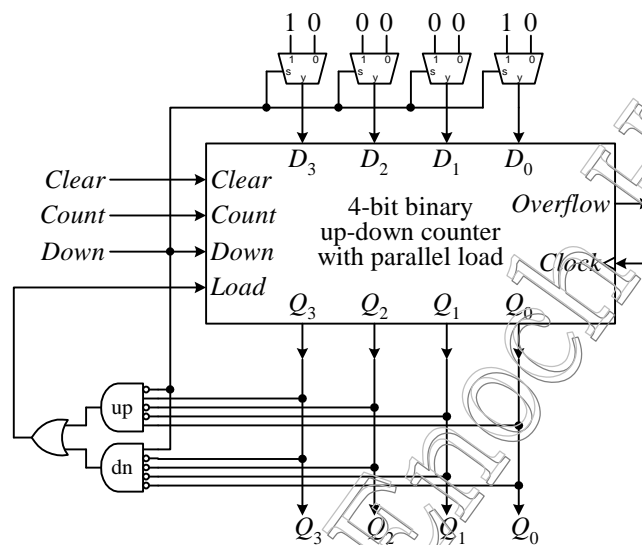 1 0 0 0 0 0 1 0
1 0 1 0 1 0 1 0
s y s y s y s y
D3 D2 D1 D0
Clear Clear
Count Count
Down Down
Load
4-bit binary
up-down counter
with parallel load
Overflow
Clock
Q3 Q2 Q1 Q0
up
dn
Q3 Q2 Q1 Q0
Enoch